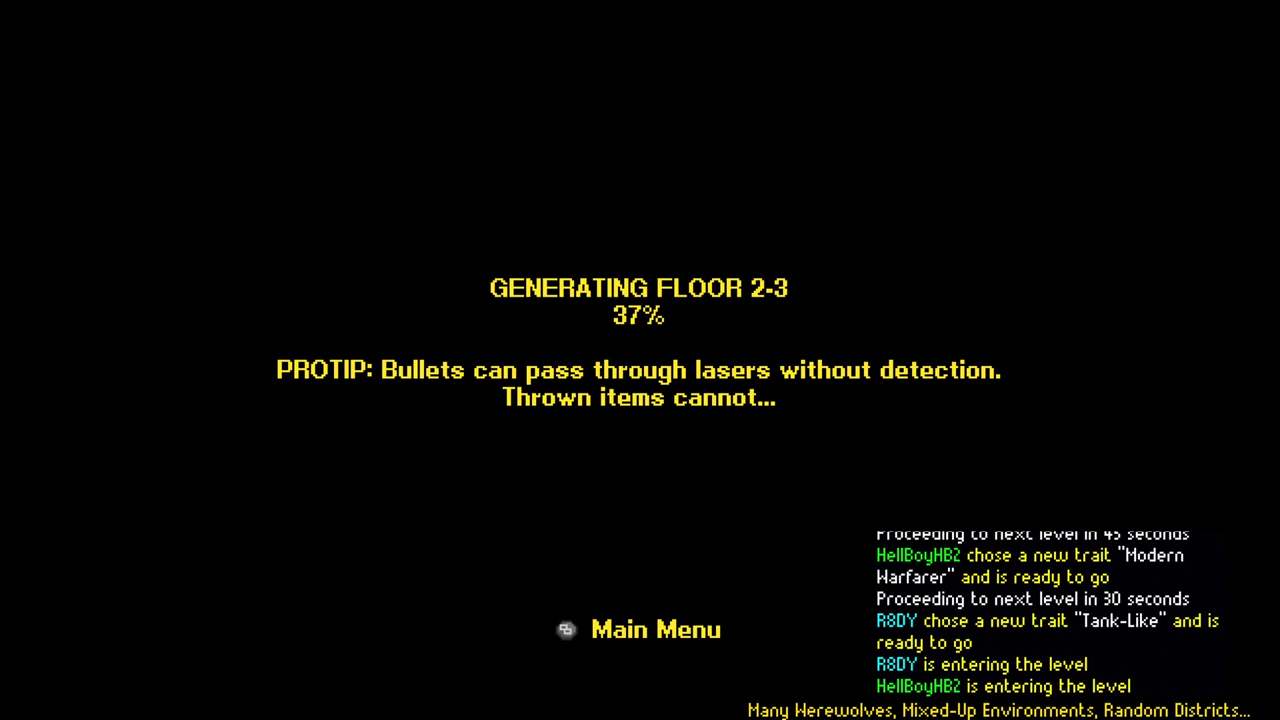 GENERATING FLOOR 2-3
37%
PROTIP: Bullets can pass through lasers without detection.
Thrown items cannot...
Proceeding to next level in 45 seconds
HellBoyHB2 chose a new trait "Modern
Warfarer" and is ready to go
Proceeding to next level in 30 seconds
R8DY chose a new trait "Tank-Like" and is
ready to go
R8DY is entering the level
HellBoyHB2 is entering the level
Main Menu
Many Werewolves, Mixed-Up Environments, Random Districts...